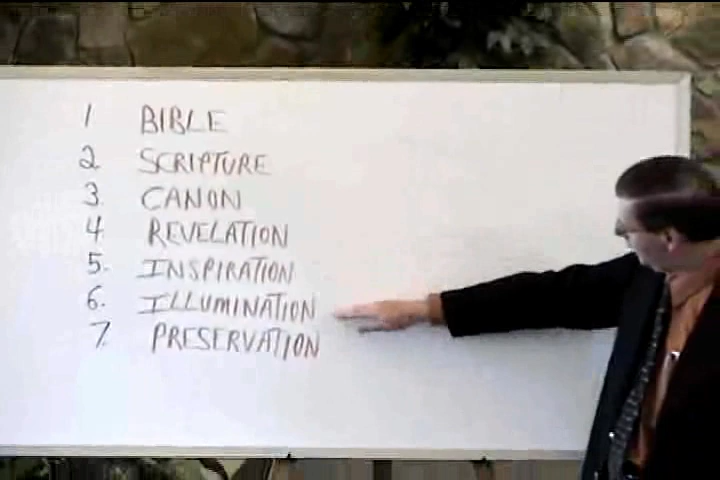 1 BIBLE
2 SCRIPTURE
3. CANON
4. REVELATION
5. INSPIRATION
6. ILLUMINATION
7. PRESERVATION